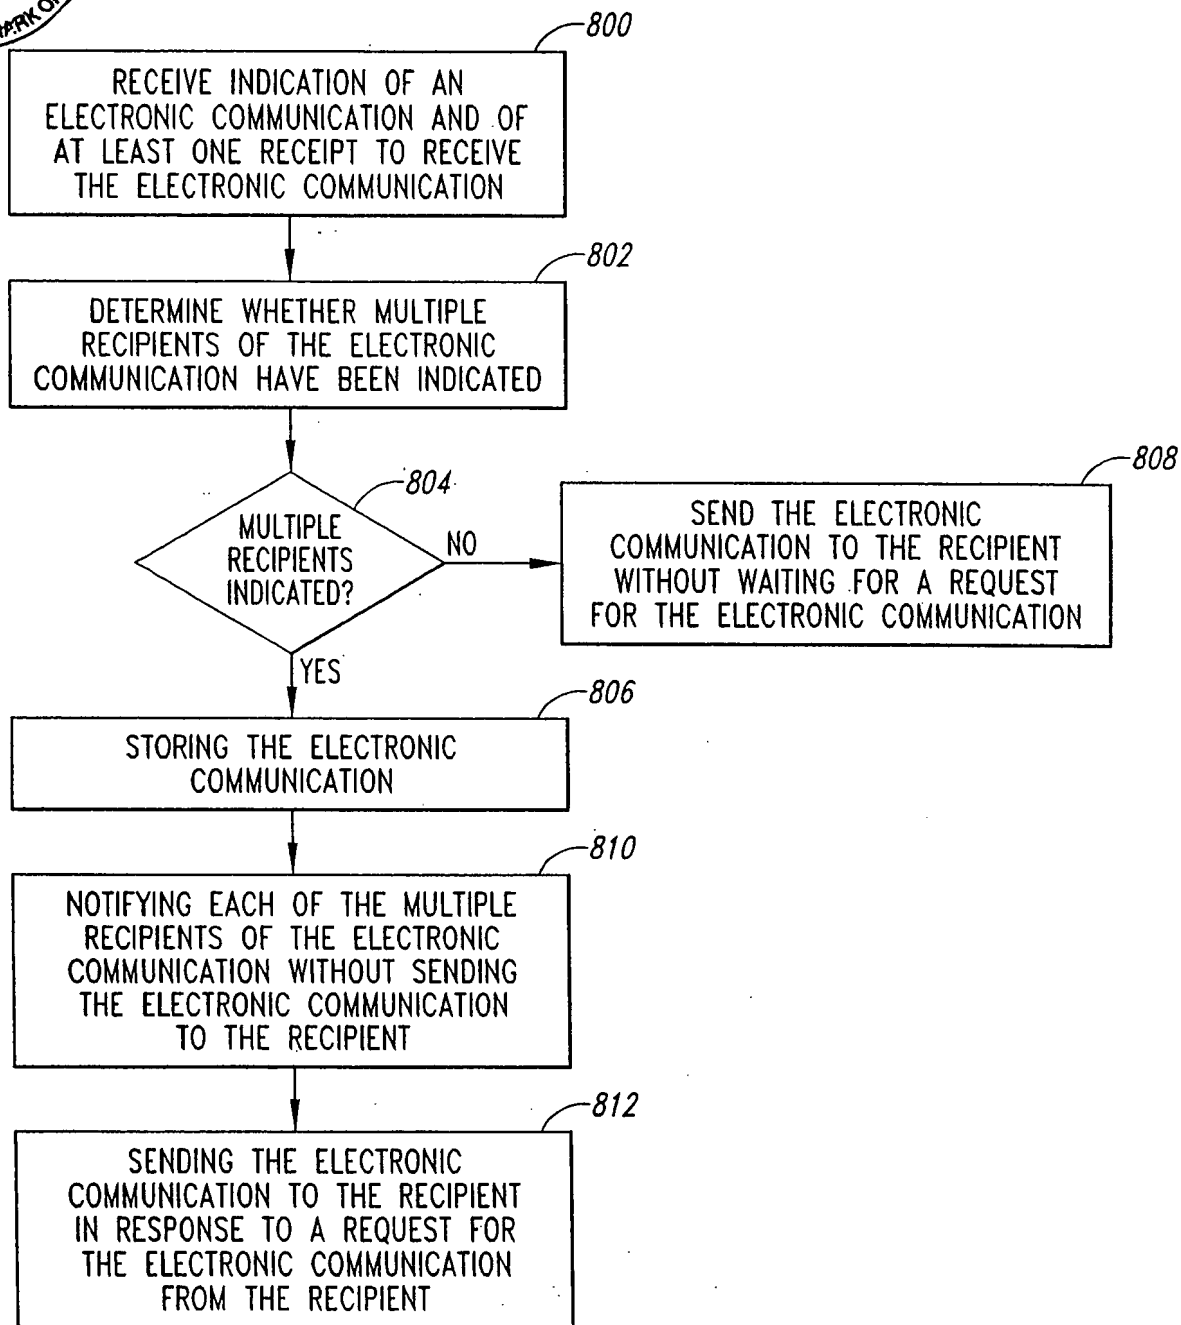 800
RECEIVE INDICATION OF AN
ELECTRONIC COMMUNICATION AND OF
AT LEAST ONE RECEIPT TO RECEIVE
THE ELECTRONIC COMMUNICATION
802
DETERMINE WHETHER MULTIPLE
RECIPIENTS OF THE ELECTRONIC
COMMUNICATION HAVE BEEN INDICATED
804
MULTIPLE
RECIPIENTS
INDICATED?
NO
808
SEND THE ELECTRONIC
COMMUNICATION TO THE RECIPIENT
WITHOUT WAITING FOR A REQUEST
FOR THE ELECTRONIC COMMUNICATION
YES
806
STORING THE ELECTRONIC
COMMUNICATION
810
NOTIFYING EACH OF THE MULTIPLE
RECIPIENTS OF THE ELECTRONIC
COMMUNICATION WITHOUT SENDING
THE ELECTRONIC COMMUNICATION
TO THE RECIPIENT
812
SENDING THE ELECTRONIC
COMMUNICATION TO THE RECIPIENT
IN RESPONSE TO A REQUEST FOR
THE ELECTRONIC COMMUNICATION
FROM THE RECIPIENT